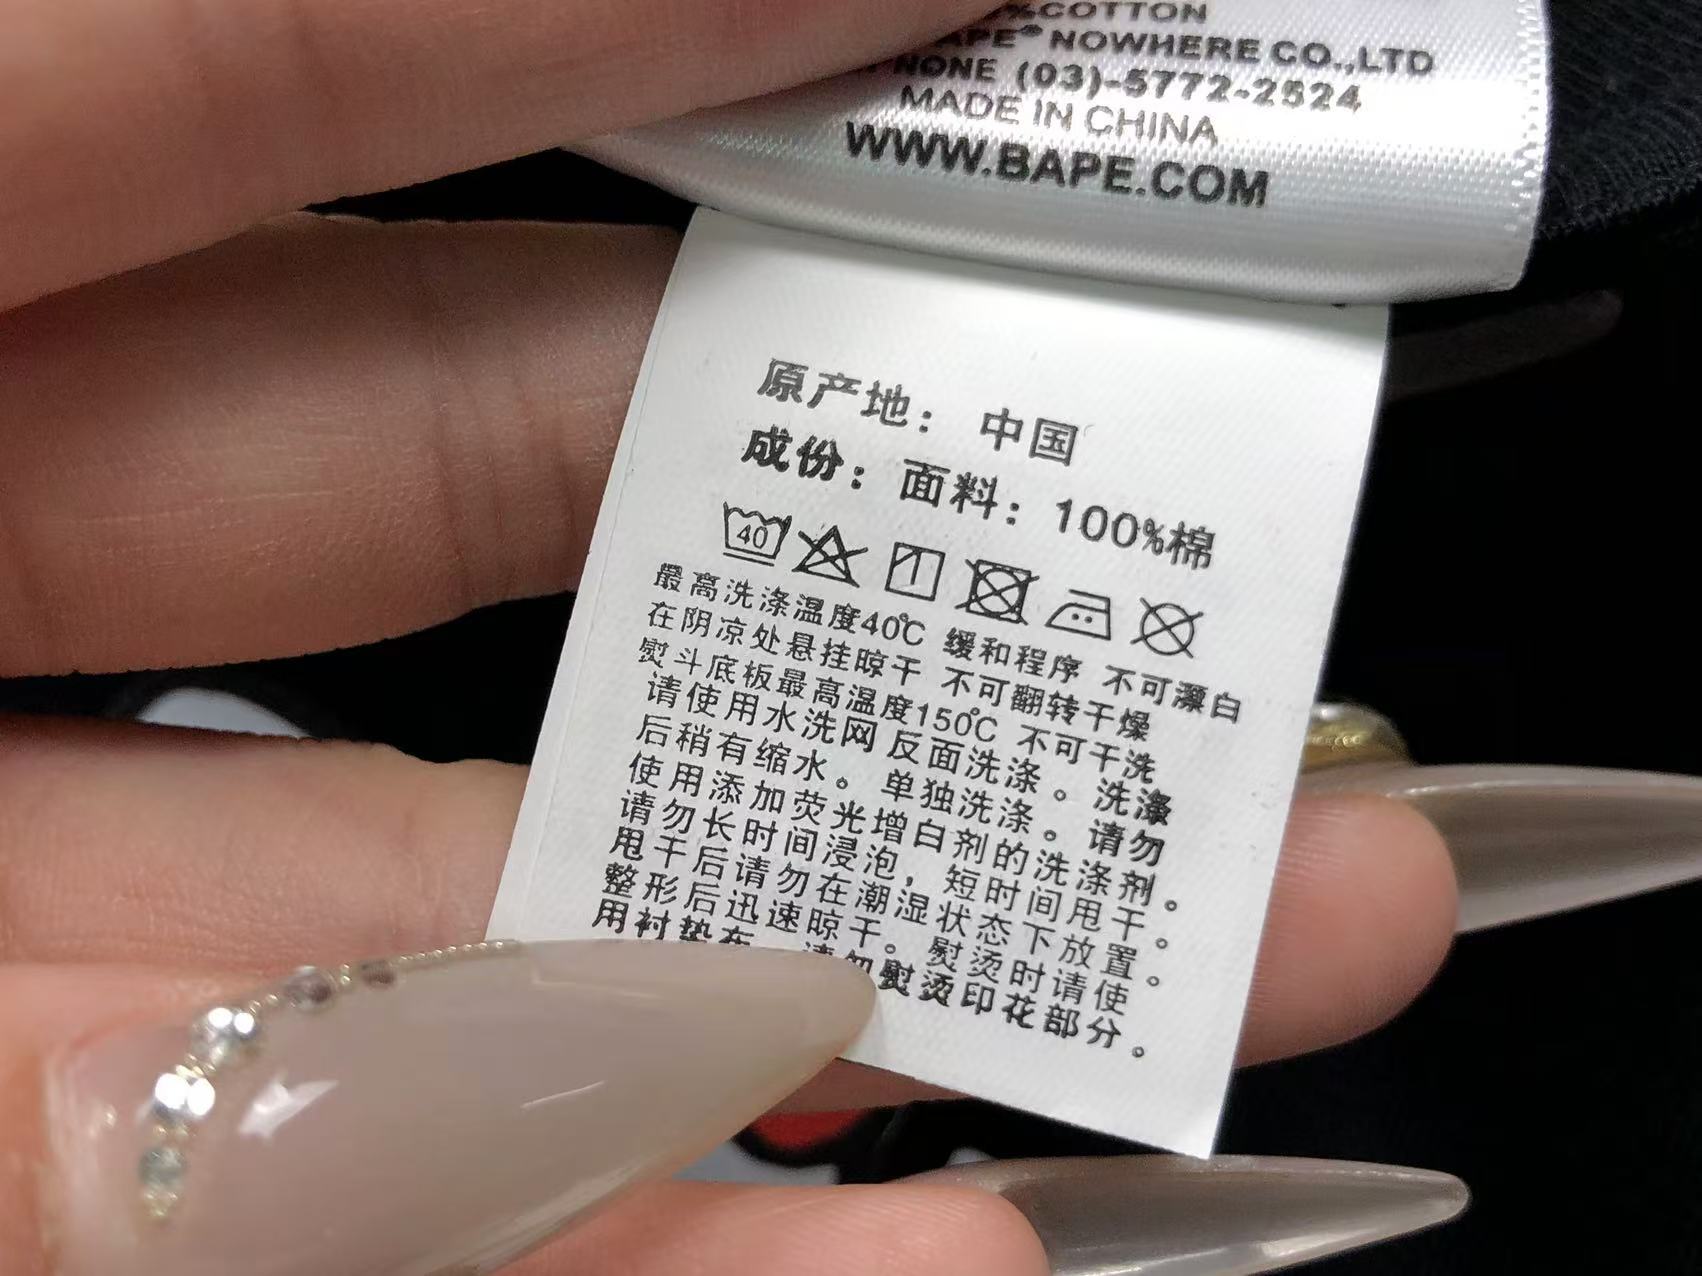 %COTTON
APE® NOWHERE CO.,LTD
NONE (03)-5772-2524
MADE IN CHINA
WWW.BAPE.COM
原产地： 中国
成份：面料：100%棉
40
最高洗涤温度40℃ 缓和程序 不可漂白
在阴凉处悬挂晾干 不可翻转干燥
熨斗底板最高温度150℃ 不可干洗
请使用水洗网反面洗涤。洗涤
后稍有缩水。 单独洗涤。请勿
使用添加荧光增白剂的洗涤剂。
请勿长时间浸泡，短时间甩干。
甩干后请勿在潮湿状态下放置。
整形后迅速晾干。熨烫时请使
用衬垫布 请勿熨烫印花部分。